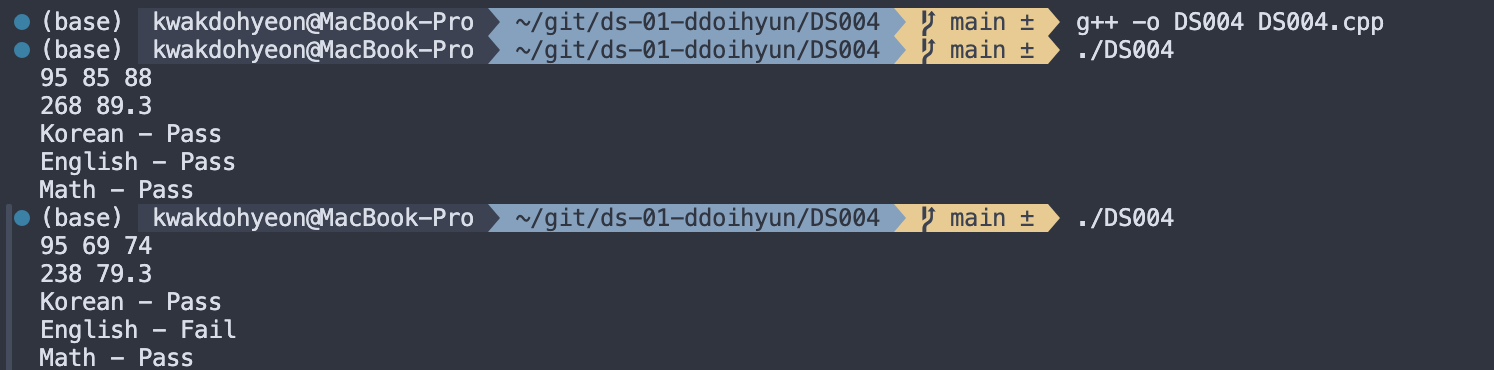 (base) kwakdohyeon@MacBook-Pro ~/git/ds-01-ddoihyun/DS004 main ± g++ -o DS004 DS004.cpp
(base) kwakdohyeon@MacBook-Pro ~/git/ds-01-ddoihyun/DS004 main ± ./DS004
95 85 88
268 89.3
Korean - Pass
English - Pass
Math - Pass
(base) kwakdohyeon@MacBook-Pro ~/git/ds-01-ddoihyun/DS004 main ± ./DS004
95 69 74
238 79.3
Korean - Pass
English - Fail
Math - Pass